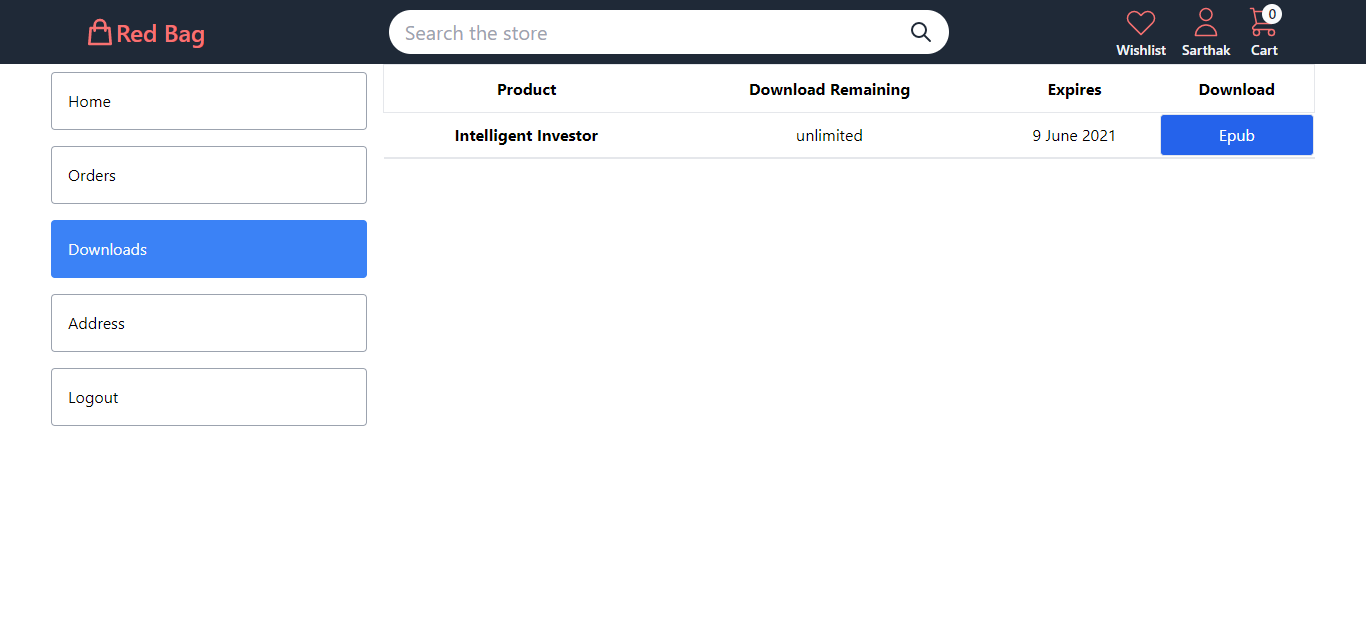 Red Bag
Search the store
Wishlist
Sarthak
0
Cart
Home
Orders
Downloads
Address
Logout
Product Download Remaining Expires Download
Intelligent Investor unlimited 9 June 2021 Epub